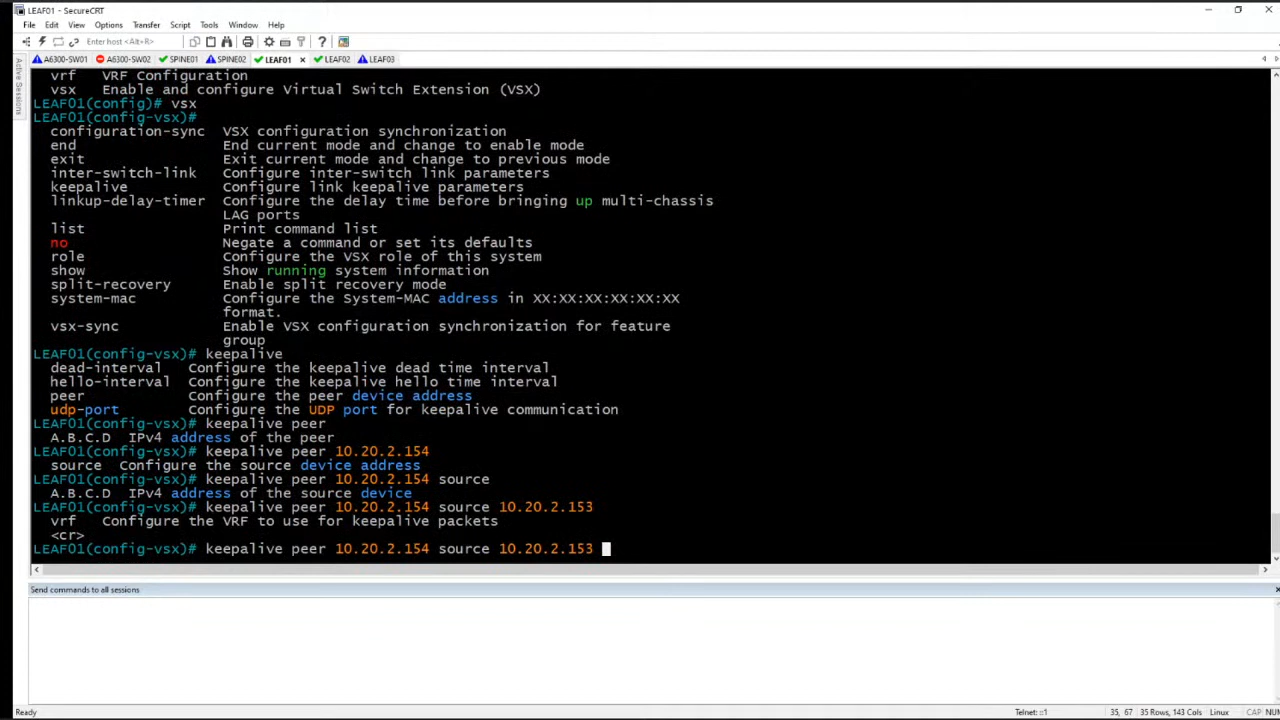 LEAF01 - SecureCRT
File Edit View Options Transfer Script Tools Window Help
Enter host <Alt+R>
A6300-SW01 A6300-SW02 SPINE01 SPINE02 LEAF01 LEAF02 LEAF03
Active Sessions
vrf VRF Configuration
vsx Enable and configure Virtual Switch Extension (VSX)
LEAF01(config)# vsx
LEAF01(config-vsx)#
configuration-sync VSX configuration synchronization
end End current mode and change to enable mode
exit Exit current mode and change to previous mode
inter-switch-link Configure inter-switch link parameters
keepalive Configure link keepalive parameters
linkup-delay-timer Configure the delay time before bringing up multi-chassis
LAG ports
list Print command list
no Negate a command or set its defaults
role Configure the VSX role of this system
show Show running system information
split-recovery Enable split recovery mode
system-mac Configure the System-MAC address in XX:XX:XX:XX:XX:XX
format.
vsx-sync Enable VSX configuration synchronization for feature
group
LEAF01(config-vsx)# keepalive
dead-interval Configure the keepalive dead time interval
hello-interval Configure the keepalive hello time interval
peer Configure the peer device address
udp-port Configure the UDP port for keepalive communication
LEAF01(config-vsx)# keepalive peer
A.B.C.D IPv4 address of the peer
LEAF01(config-vsx)# keepalive peer 10.20.2.154
source Configure the source device address
LEAF01(config-vsx)# keepalive peer 10.20.2.154 source
A.B.C.D IPv4 address of the source device
LEAF01(config-vsx)# keepalive peer 10.20.2.154 source 10.20.2.153
vrf Configure the VRF to use for keepalive packets
<cr>
LEAF01(config-vsx)# keepalive peer 10.20.2.154 source 10.20.2.153
Send commands to all sessions
Ready Telnet: ::1 35, 67 35 Rows, 143 Cols Linux CAP NUM